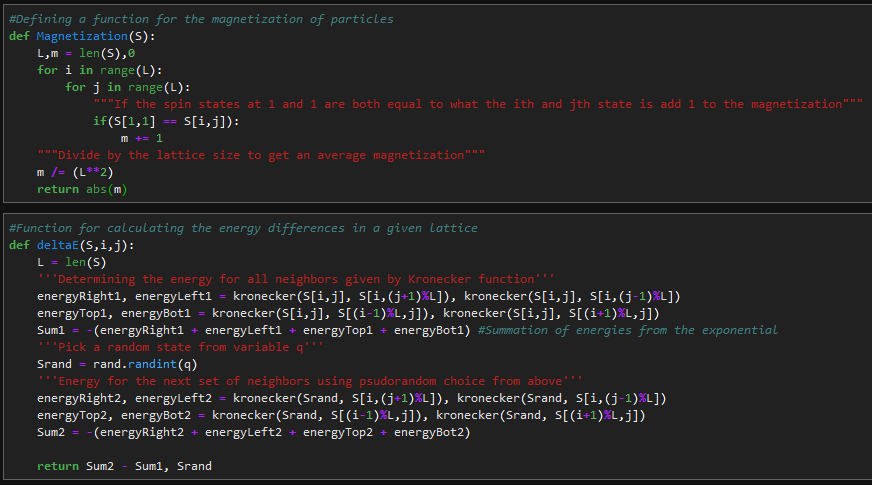 #Defining a function for the magnetization of particles
def Magnetization(S):
    L,m = len(S),0
    for i in range(L):
        for j in range(L):
            """If the spin states at 1 and 1 are both equal to what the ith and jth state is add 1 to the magnetization"""
            if(S[1,1] == S[i,j]):
                m += 1
    """Divide by the lattice size to get an average magnetization"""
    m /= (L**2)
    return abs(m)
#Function for calculating the energy differences in a given lattice
def deltaE(S,i,j):
    L = len(S)
    '''Determining the energy for all neighbors given by Kronecker function'''
    energyRight1, energyLeft1 = kronecker(S[i,j], S[i,(j+1)%L]), kronecker(S[i,j], S[i,(j-1)%L])
    energyTop1, energyBot1 = kronecker(S[i,j], S[(i-1)%L,j]), kronecker(S[i,j], S[(i+1)%L,j])
    Sum1 = -(energyRight1 + energyLeft1 + energyTop1 + energyBot1) #Summation of energies from the exponential
    '''Pick a random state from variable q'''
    Srand = rand.randint(q)
    '''Energy for the next set of neighbors using psudorandom choice from above'''
    energyRight2, energyLeft2 = kronecker(Srand, S[i,(j+1)%L]), kronecker(Srand, S[i,(j-1)%L])
    energyTop2, energyBot2 = kronecker(Srand, S[(i-1)%L,j]), kronecker(Srand, S[(i+1)%L,j])
    Sum2 = -(energyRight2 + energyLeft2 + energyTop2 + energyBot2)
    return Sum2 - Sum1, Srand